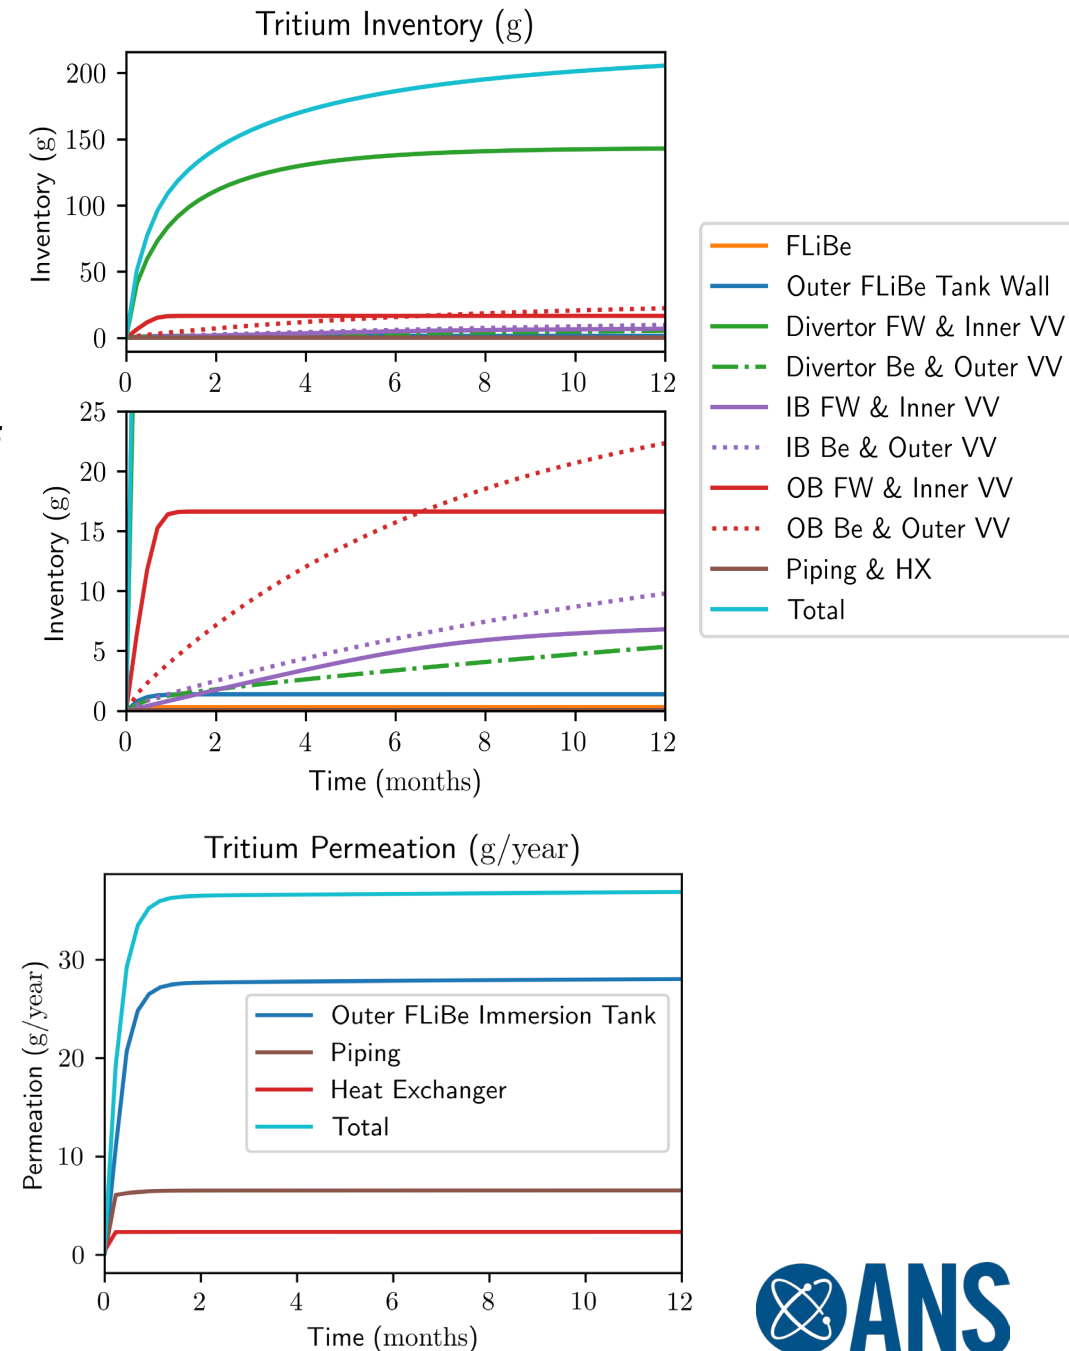 Tritium Inventory (g)
Inventory (g)
200
150
100
50
0
0 2 4 6 8 10 12
Inventory (g)
25
20
15
10
5
0
0 2 4 6 8 10 12
Time (months)
FLiBe
Outer FLiBe Tank Wall
Divertor FW & Inner VV
Divertor Be & Outer VV
IB FW & Inner VV
IB Be & Outer VV
OB FW & Inner VV
OB Be & Outer VV
Piping & HX
Total
Tritium Permeation (g/year)
Permeation (g/year)
30
20
10
0
Outer FLiBe Immersion Tank
Piping
Heat Exchanger
Total
0 2 4 6 8 10 12
Time (months)
ANS